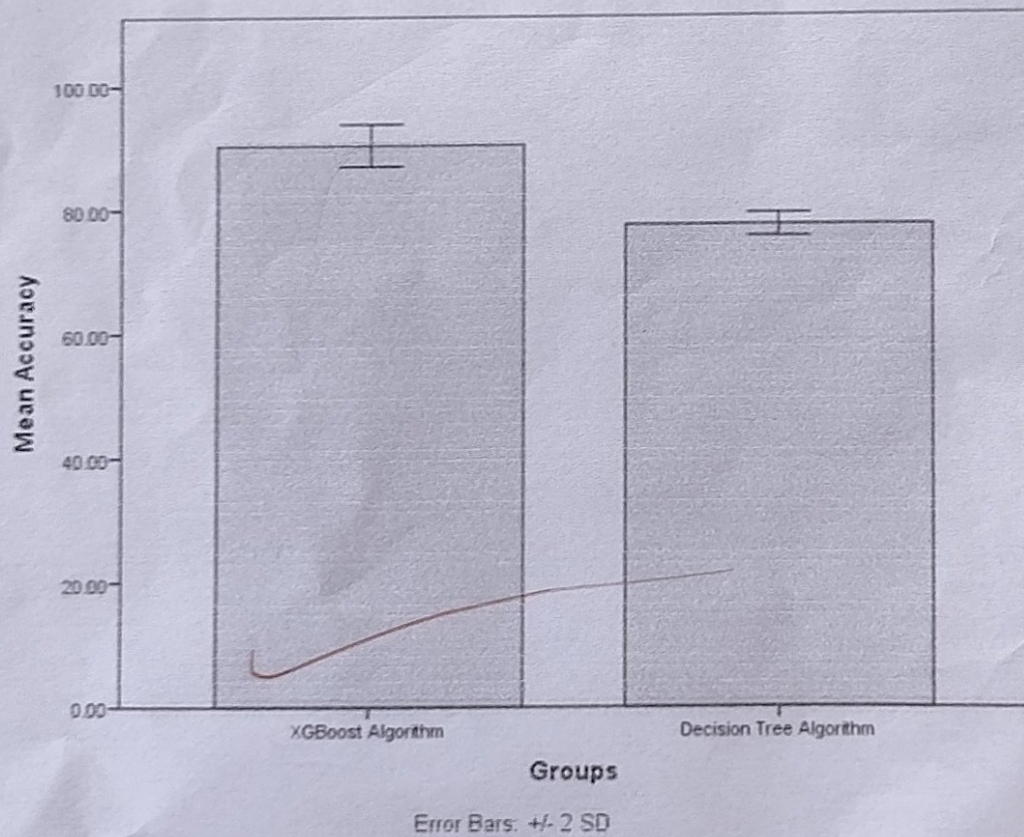 Mean Accuracy
100.00
80.00
60.00
40.00
20.00
0.00
XGBoost Algorithm
Decision Tree Algorithm
Groups
Error Bars: +/- 2 SD